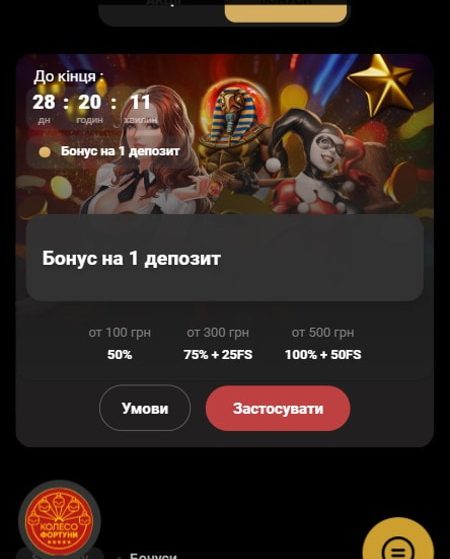 До кінця :
28 : 20 : 11
дн годин хвилин
Бонус на 1 депозит
Бонус на 1 депозит
от 100 грн от 300 грн от 500 грн
50% 75% + 25FS 100% + 50FS
Умови Застосувати
КОЛЕСО
ФОРТУНИ
Бонуси